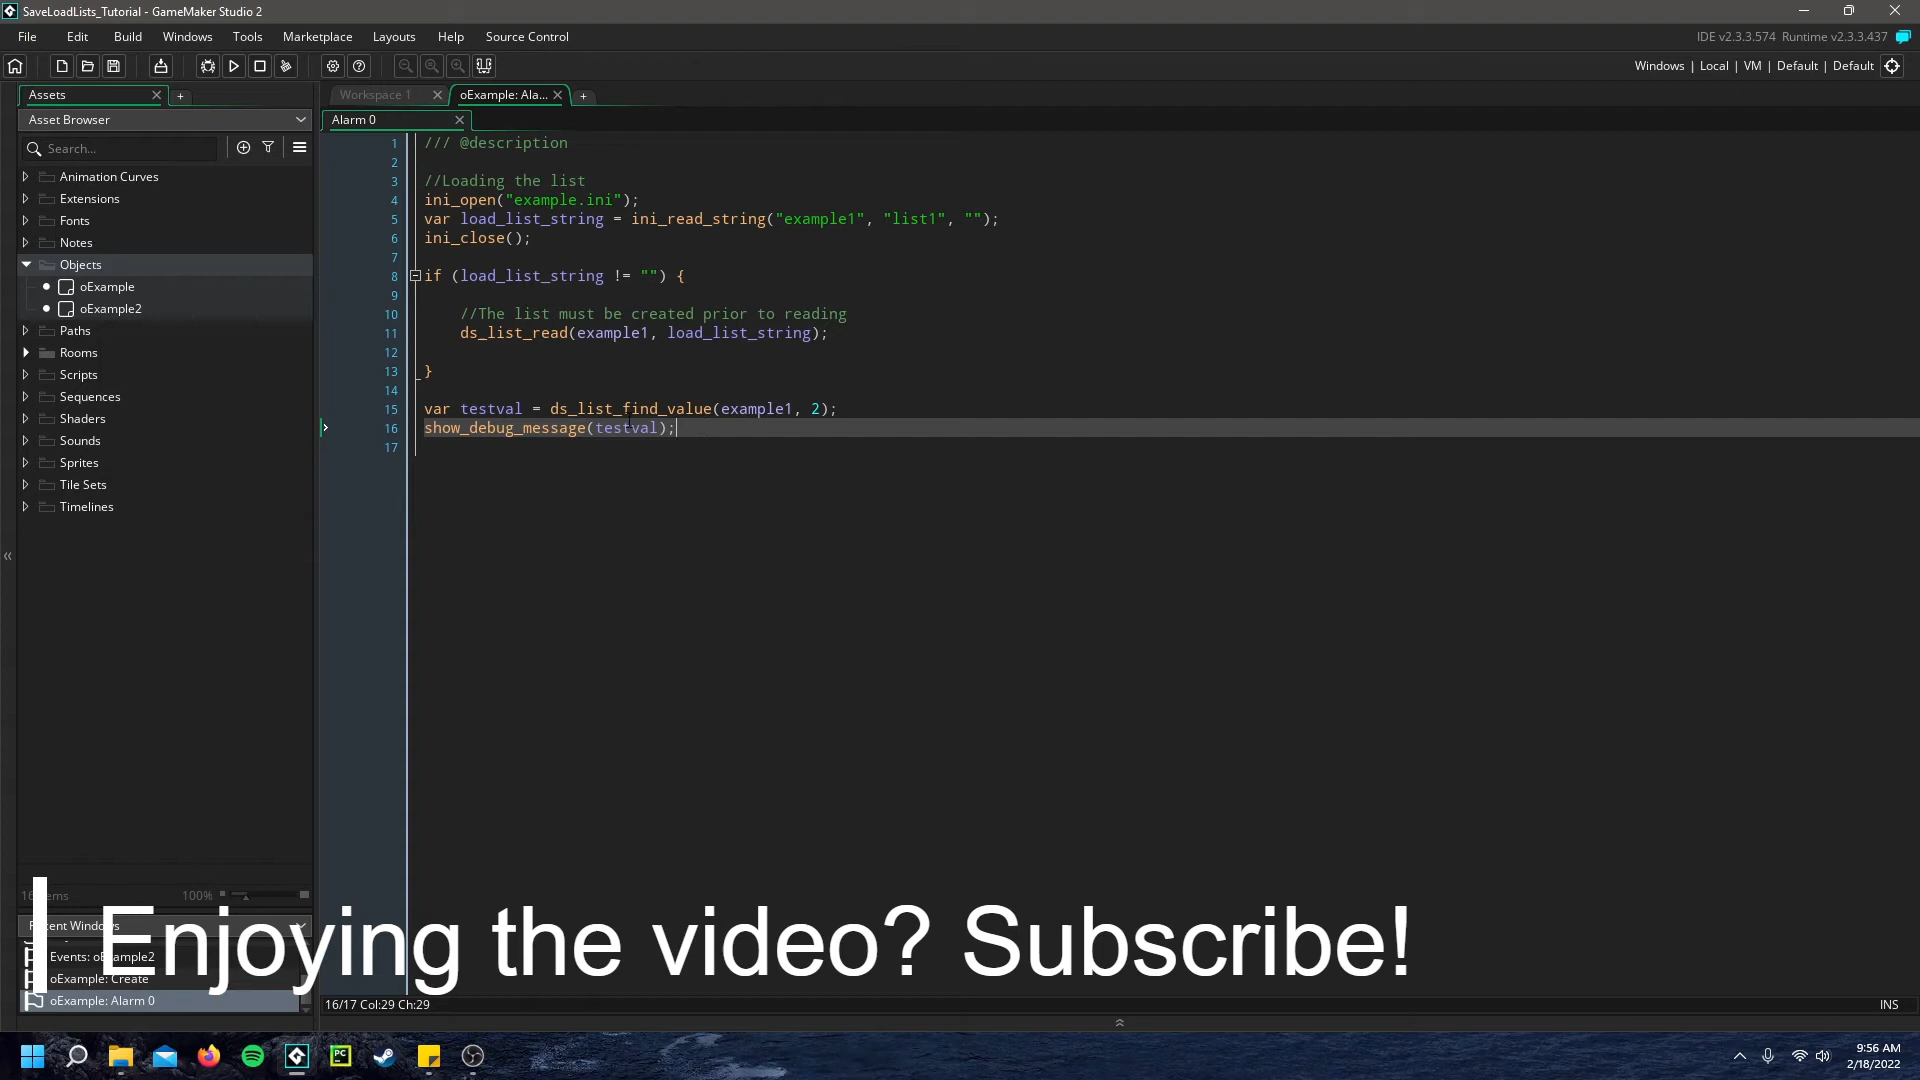 SaveLoadLists_Tutorial - GameMaker Studio 2
File Edit Build Windows Tools Marketplace Layouts Help Source Control
IDE v2.3.3.574 Runtime v2.3.3.437
Windows | Local | VM | Default | Default
Assets
Asset Browser
Search...
Animation Curves
Extensions
Fonts
Notes
Objects
oExample
oExample2
Paths
Rooms
Scripts
Sequences
Shaders
Sounds
Sprites
Tile Sets
Timelines
100%
Recent Windows
Events: oExample2
oExample: Create
oExample: Alarm 0
Workspace 1
oExample: Ala...
Alarm 0
1 /// @description
2
3 //Loading the list
4 ini_open("example.ini");
5 var load_list_string = ini_read_string("example1", "list1", "");
6 ini_close();
7
8 if (load_list_string != "") {
9
10 //The list must be created prior to reading
11 ds_list_read(example1, load_list_string);
12
13 }
14
15 var testval = ds_list_find_value(example1, 2);
16 show_debug_message(testval);
17
Enjoying the video? Subscribe!
16/17 Col:29 Ch:29
INS
PC
9:56 AM
2/18/2022